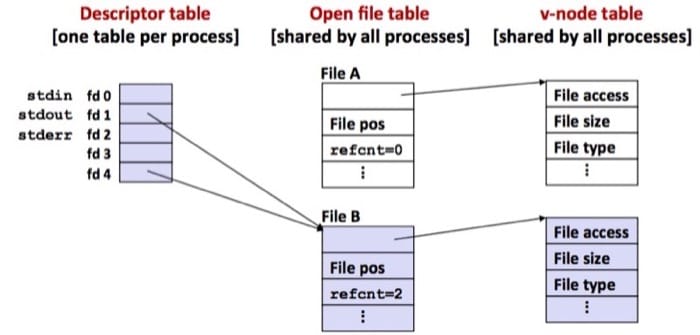 Descriptor table
[one table per process]
Open file table
[shared by all processes]
v-node table
[shared by all processes]
stdin fd 0
stdout fd 1
stderr fd 2
fd 3
fd 4
File A
File pos
refcnt=0
⋮
File access
File size
File type
⋮
File B
File pos
refcnt=2
⋮
File access
File size
File type
⋮